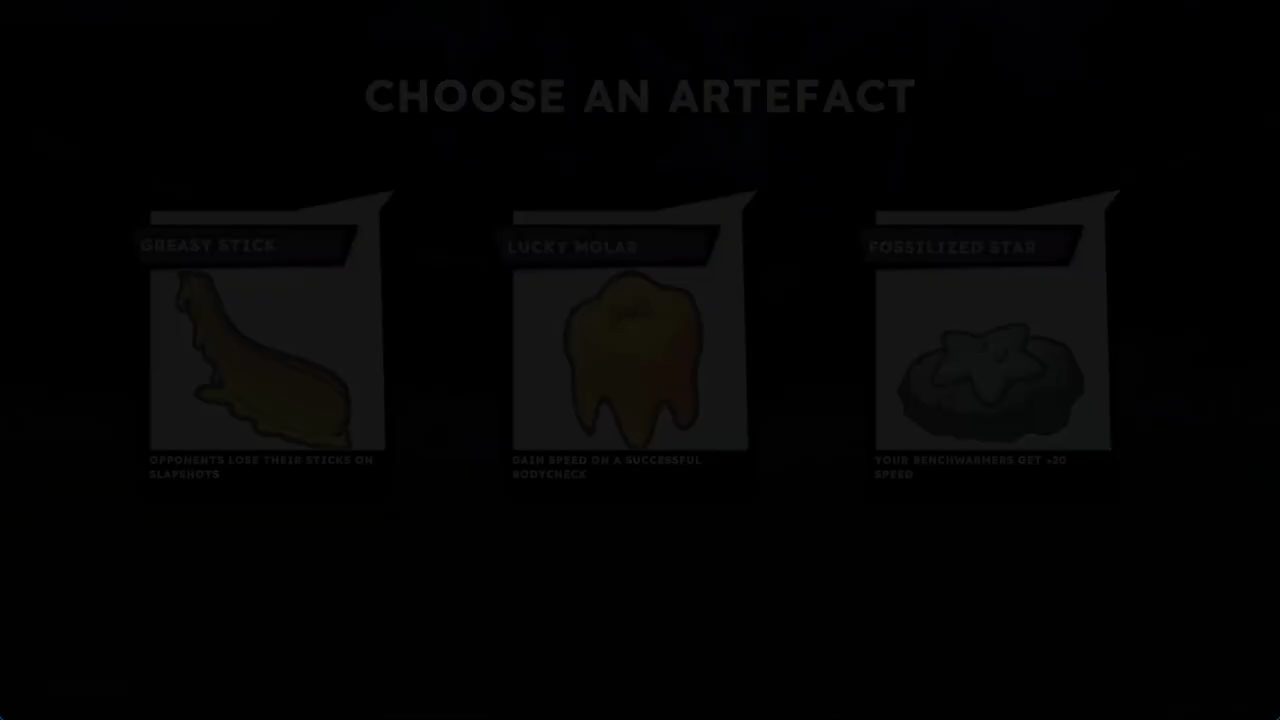 CHOOSE AN ARTEFACT
GREASY STICK
OPPONENTS LOSE THEIR STICKS ON
SLAPSHOTS
LUCKY MOLAR
GAIN SPEED ON A SUCCESSFUL
BODYCHECK
FOSSILIZED STAR
YOUR BENCHWARMERS GET +20
SPEED